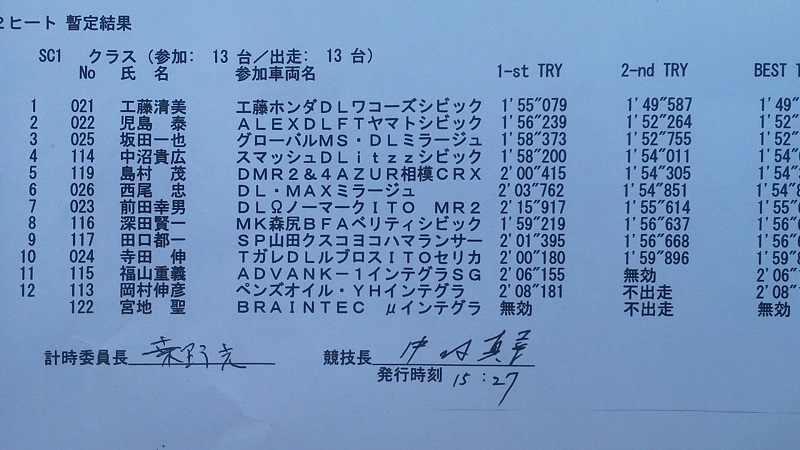 2ヒート 暫定結果
SC1 クラス (参加: 13 台/出走: 13 台)
No 氏 名 参加車両名 1-st TRY 2-nd TRY BEST T
1 021 工藤清美 工藤ホンダDLワコーズシビック 1'55"079 1'49"587 1'49"
2 022 児島 泰 ALEXDLFTヤマトシビック 1'56"239 1'52"264 1'52"
3 025 坂田一也 グローバルMS・DLミラージュ 1'58"373 1'52"755 1'52"
4 114 中沼貴広 スマッシュDLitzzシビック 1'58"200 1'54"011 1'54"
5 119 島村 茂 DMR2&4AZUR相模CRX 2'00"415 1'54"305 1'54"
6 026 西尾 忠 DL・MAXミラージュ 2'03"762 1'54"851 1'54"
7 023 前田幸男 DLΩノーマークITO MR2 2'15"917 1'55"614 1'55"
8 116 深田賢一 MK森尻BFAペリティシビック 1'59"219 1'56"637 1'56"
9 117 田口都一 SP山田クスコヨコハマランサー 2'01"395 1'56"668 1'56"
10 024 寺田 伸 TガレDLルブロスITOセリカ 2'00"180 1'59"896 1'59"
11 115 福山重義 ADVANK-1インテグラSG 2'06"155 無効 2'06"
12 113 岡村伸彦 ペンズオイル・YHインテグラ 2'08"181 不出走 2'08"
122 宮地 聖 BRAINTEC μインテグラ 無効 不出走 無効
計時委員長 競技長
発行時刻 15:27